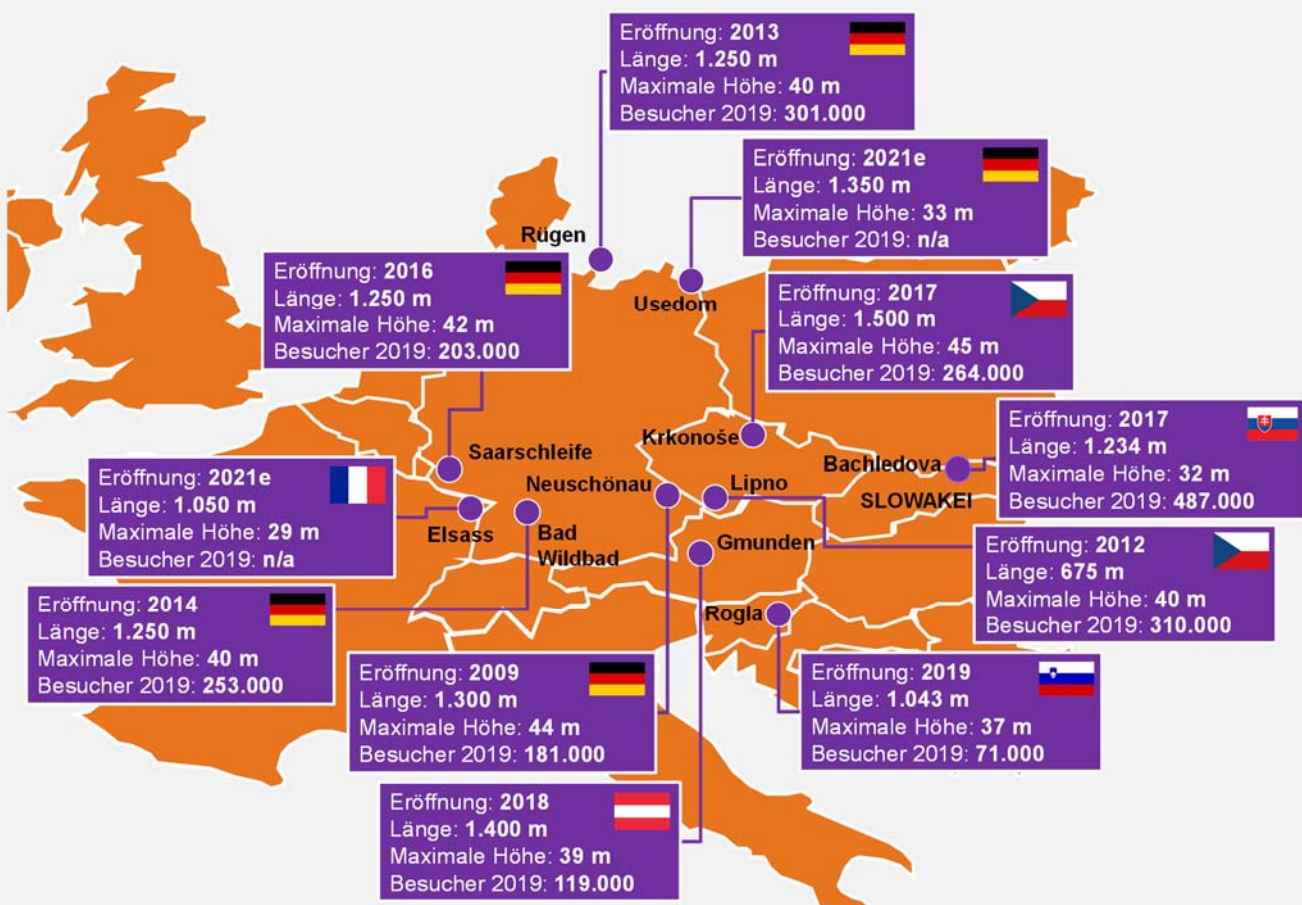 Eröffnung: 2013
Länge: 1.250 m
Maximale Höhe: 40 m
Besucher 2019: 301.000
Eröffnung: 2021e
Länge: 1.350 m
Maximale Höhe: 33 m
Besucher 2019: n/a
Rügen
Usedom
Eröffnung: 2016
Länge: 1.250 m
Maximale Höhe: 42 m
Besucher 2019: 203.000
Eröffnung: 2017
Länge: 1.500 m
Maximale Höhe: 45 m
Besucher 2019: 264.000
Krkonoše
Eröffnung: 2017
Länge: 1.234 m
Maximale Höhe: 32 m
Besucher 2019: 487.000
Saarschleife
Bachledova
SLOWAKEI
Neuschönau
Lipno
Eröffnung: 2021e
Länge: 1.050 m
Maximale Höhe: 29 m
Besucher 2019: n/a
Elsass
Bad
Wildbad
Gmunden
Eröffnung: 2012
Länge: 675 m
Maximale Höhe: 40 m
Besucher 2019: 310.000
Eröffnung: 2014
Länge: 1.250 m
Maximale Höhe: 40 m
Besucher 2019: 253.000
Rogla
Eröffnung: 2009
Länge: 1.300 m
Maximale Höhe: 44 m
Besucher 2019: 181.000
Eröffnung: 2019
Länge: 1.043 m
Maximale Höhe: 37 m
Besucher 2019: 71.000
Eröffnung: 2018
Länge: 1.400 m
Maximale Höhe: 39 m
Besucher 2019: 119.000